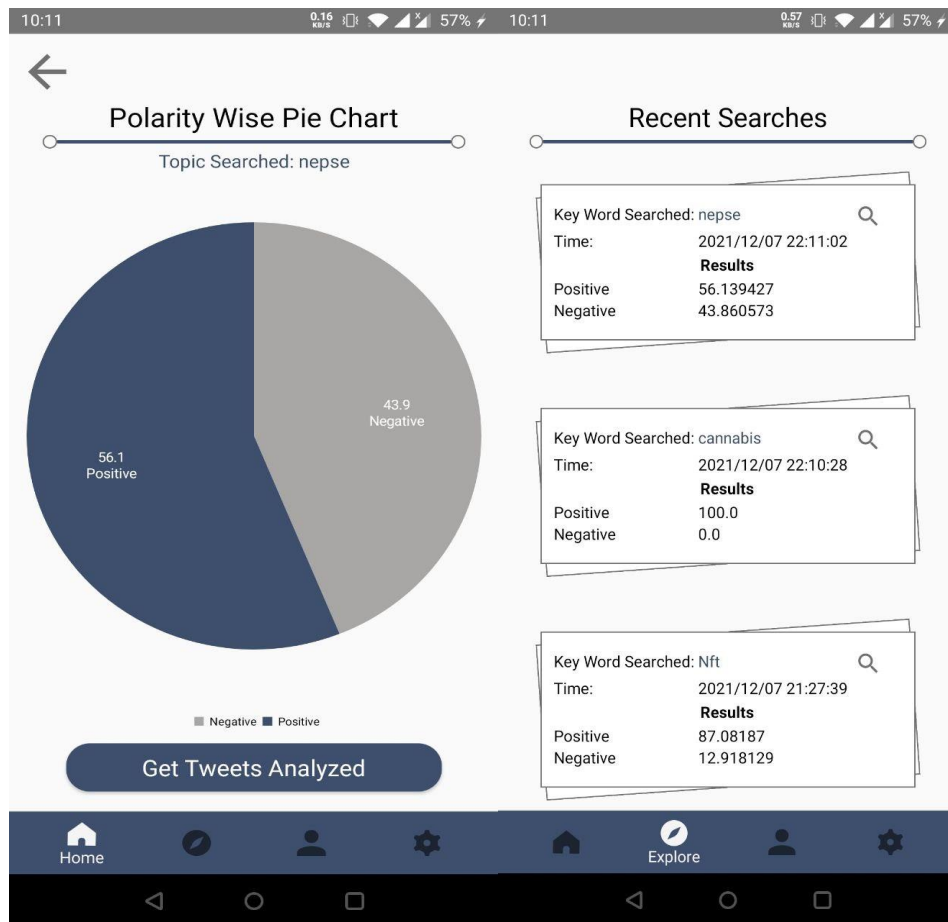 10:11
0.16 KB/S
57%
Polarity Wise Pie Chart
Topic Searched: nepse
43.9
Negative
56.1
Positive
Negative Positive
Get Tweets Analyzed
Home
10:11
0.57 KB/S
57%
Recent Searches
Key Word Searched: nepse
Time: 2021/12/07 22:11:02
Results
Positive 56.139427
Negative 43.860573
Key Word Searched: cannabis
Time: 2021/12/07 22:10:28
Results
Positive 100.0
Negative 0.0
Key Word Searched: Nft
Time: 2021/12/07 21:27:39
Results
Positive 87.08187
Negative 12.918129
Explore